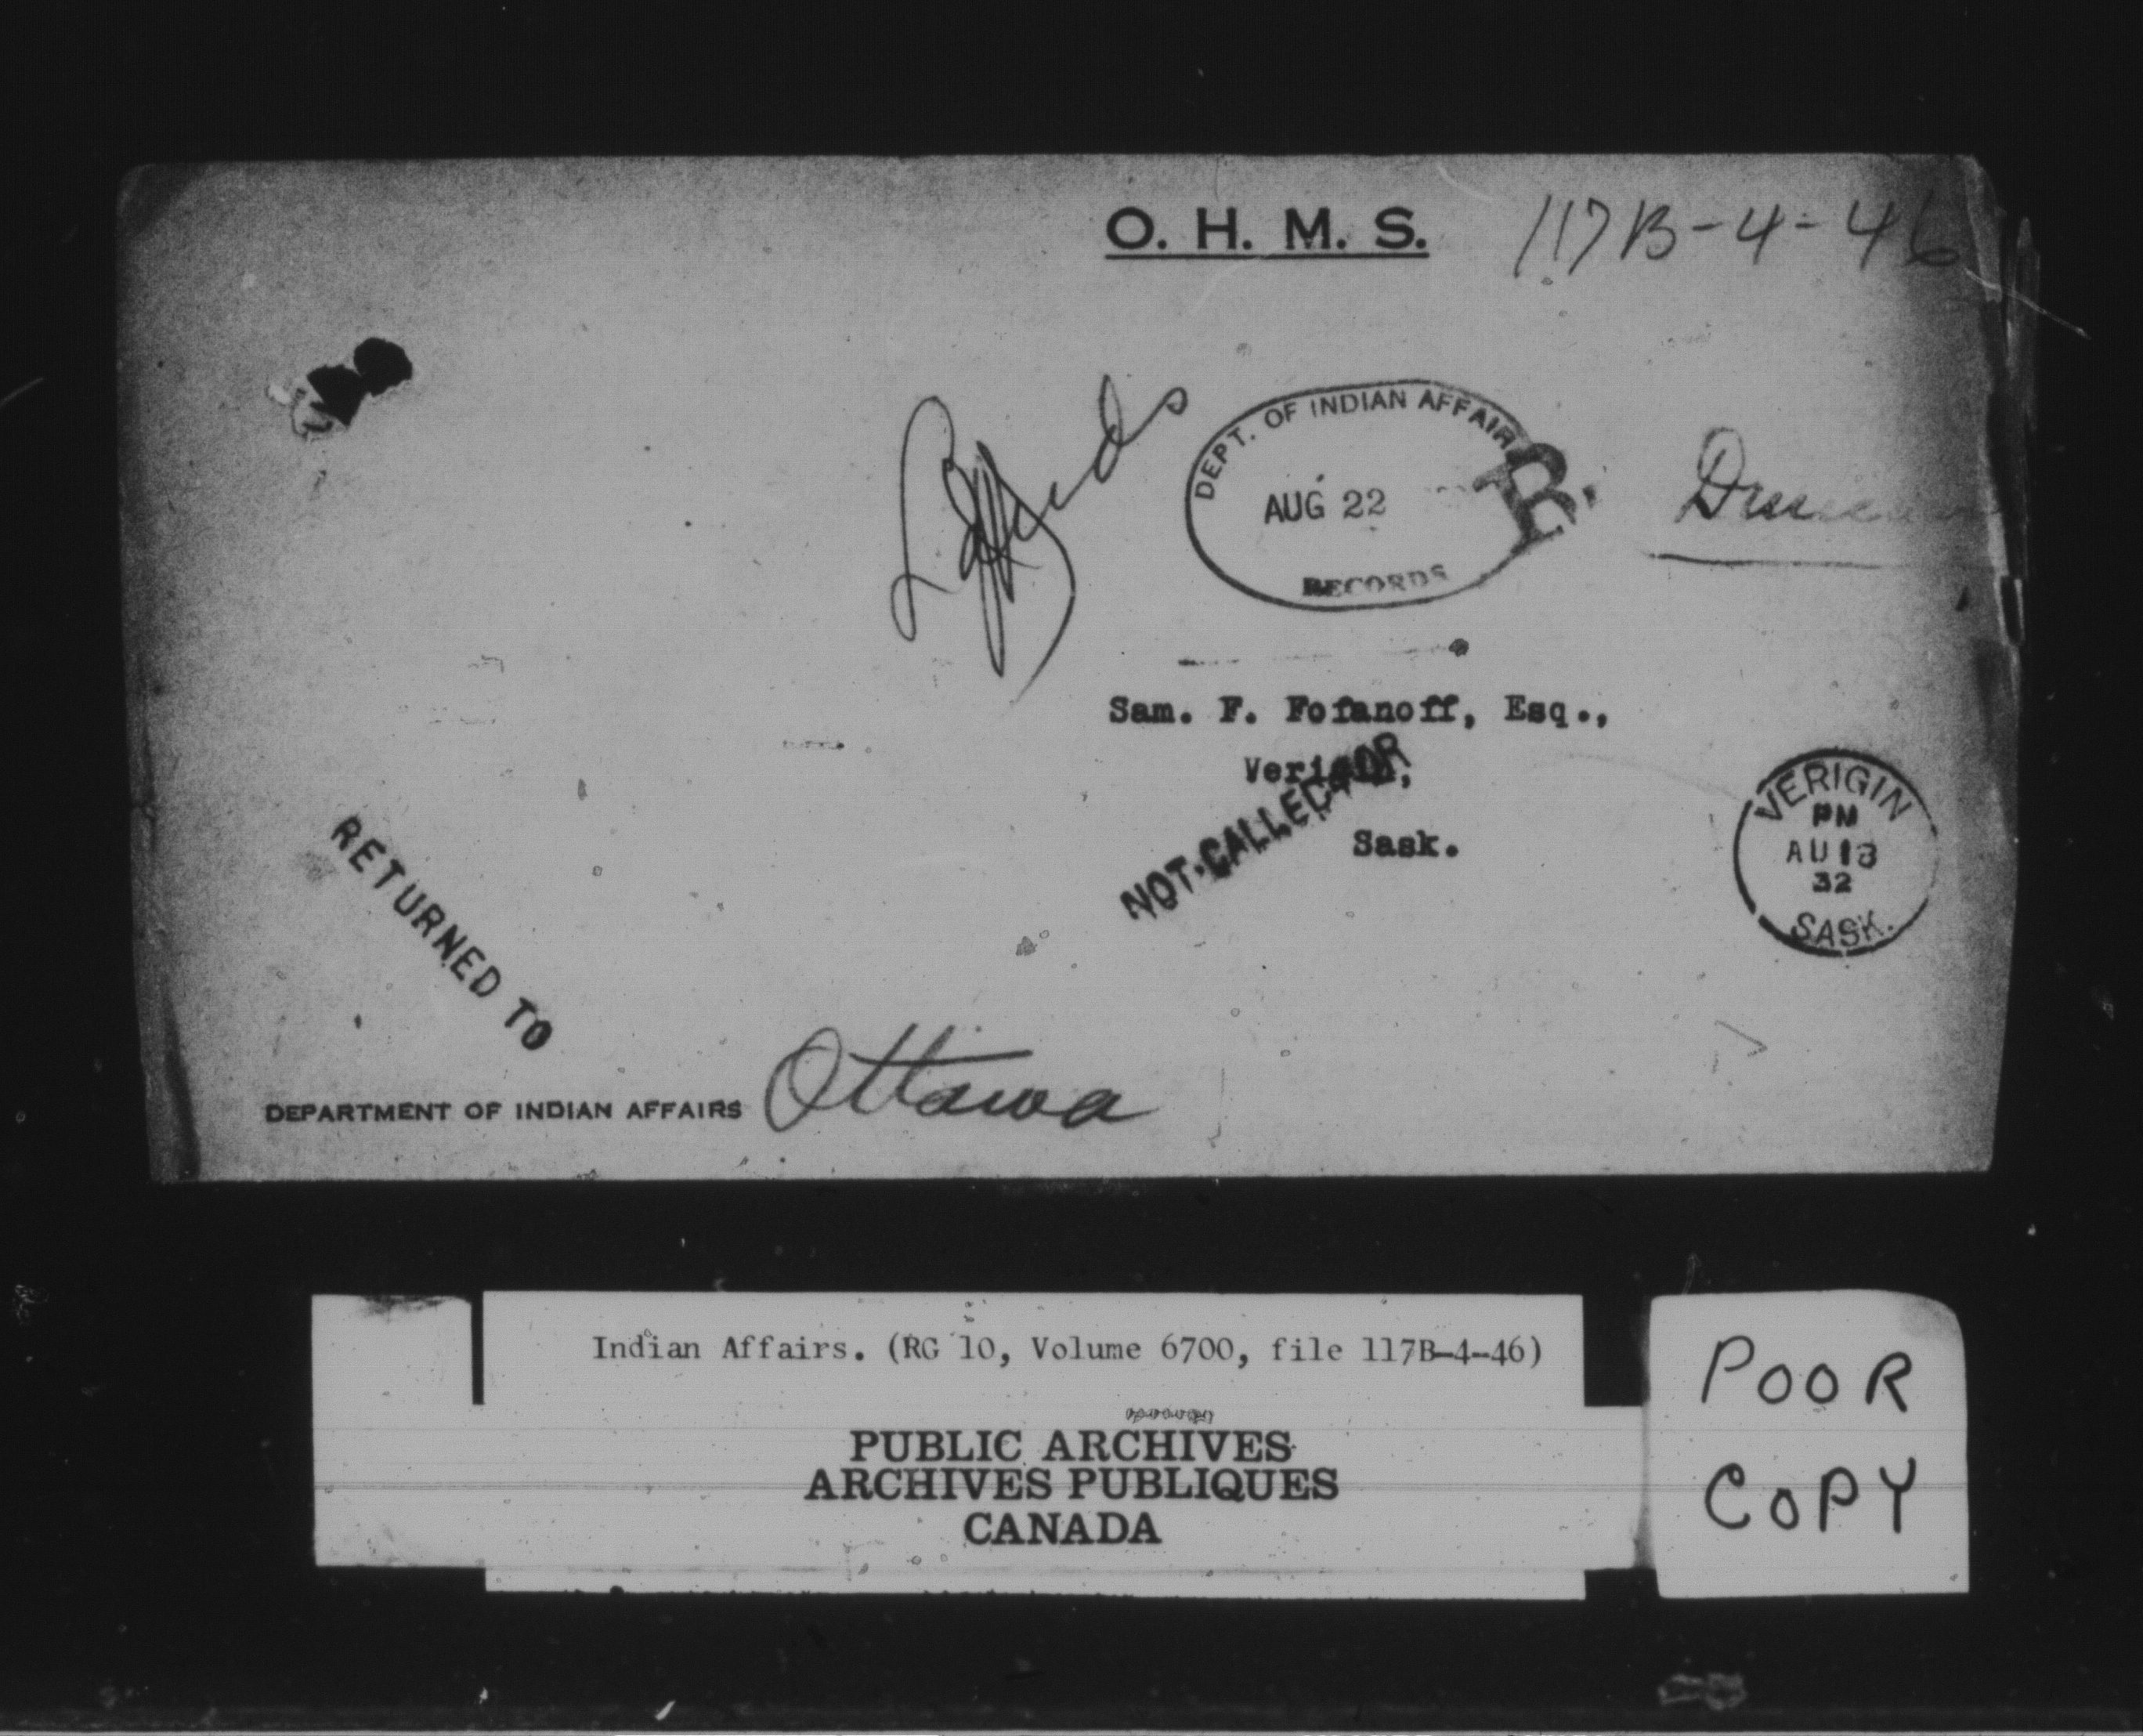 O. H. M. S.
117B-4-46
DEPT. OF INDIAN AFFAIRS
AUG 22
RECORDS
B
Sam. F. Fofanoff, Esq.,
Verigin,
Sask.
NOT CALLED FOR
VERIGIN
PM
AU 18
32
SASK.
RETURNED TO
DEPARTMENT OF INDIAN AFFAIRS
Ottawa
Indian Affairs. (RG 10, Volume 6700, file 117B-4-46)
PUBLIC ARCHIVES
ARCHIVES PUBLIQUES
CANADA
POOR
COPY